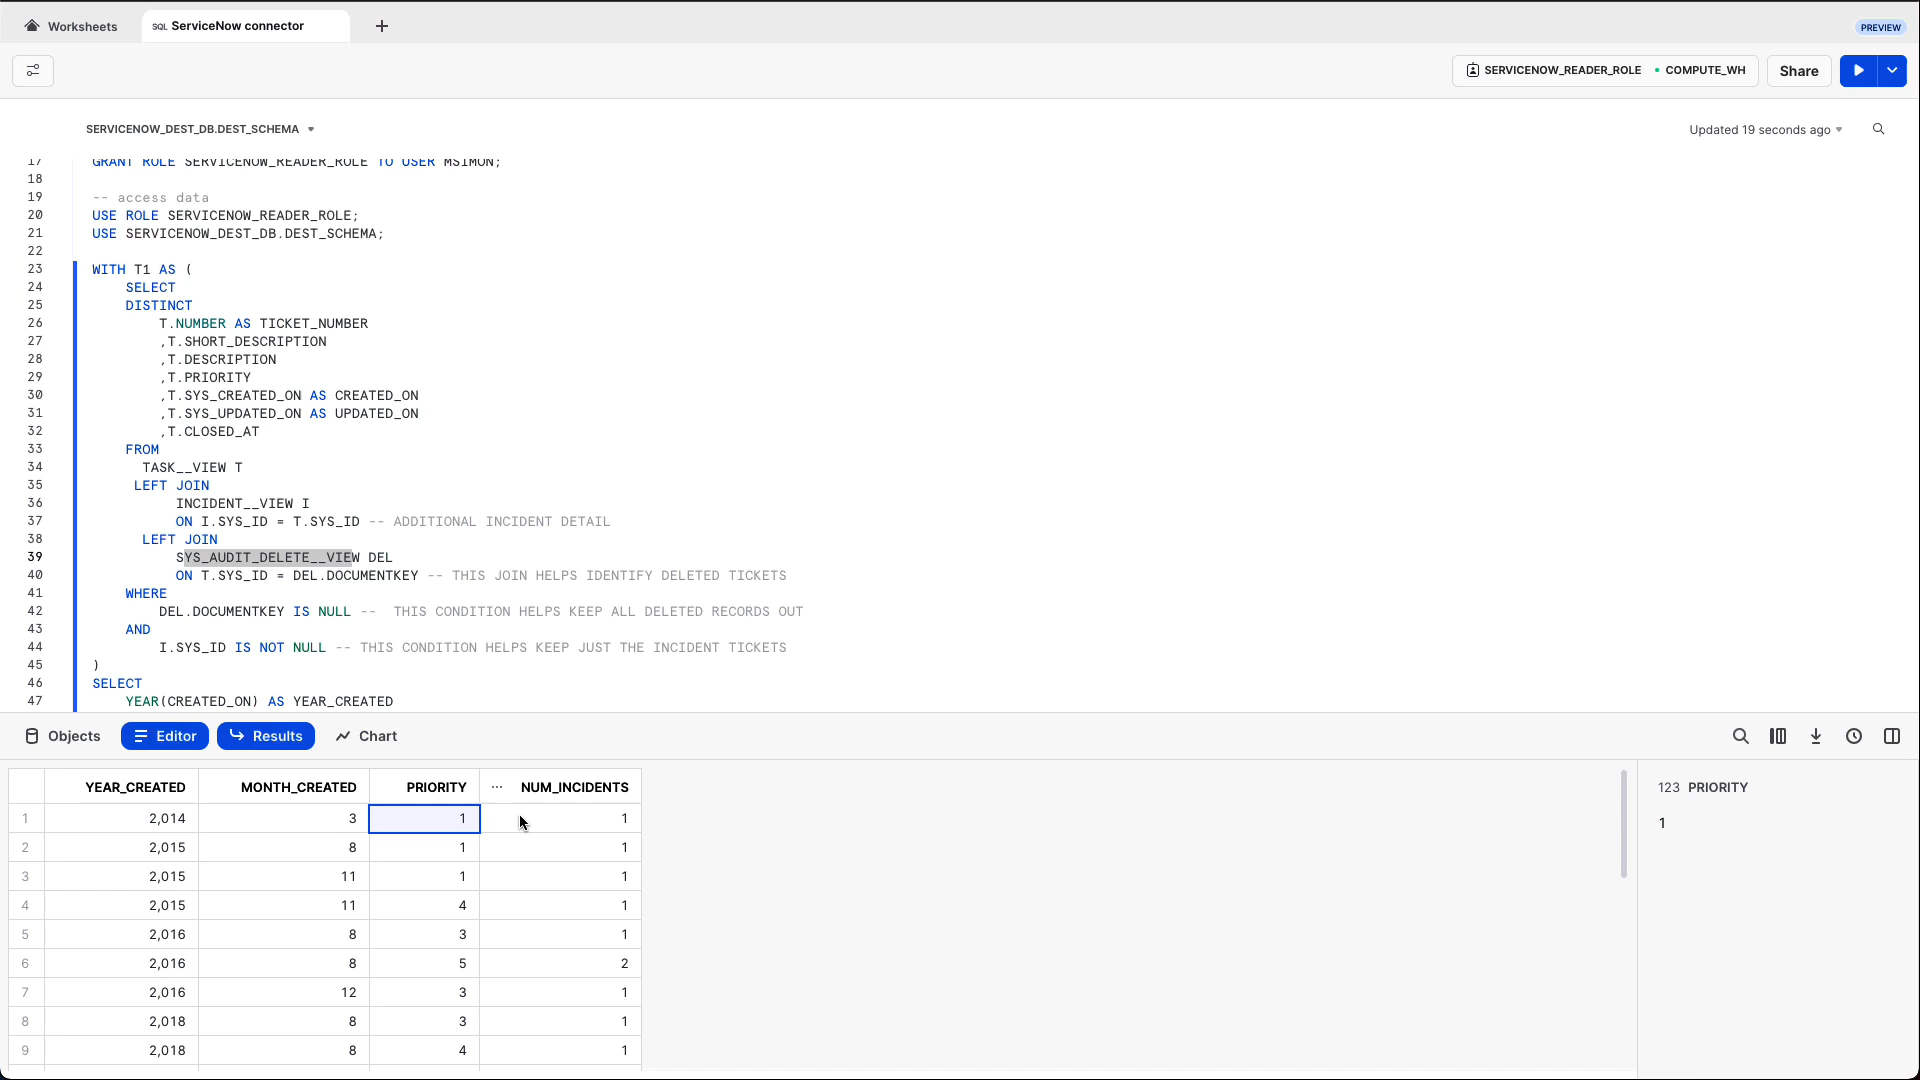 Worksheets
SQL ServiceNow connector
+
PREVIEW
SERVICENOW_READER_ROLE • COMPUTE_WH
Share
SERVICENOW_DEST_DB.DEST_SCHEMA
Updated 19 seconds ago
17 GRANT ROLE SERVICENOW_READER_ROLE TO USER MSIMON;
18
19 -- access data
20 USE ROLE SERVICENOW_READER_ROLE;
21 USE SERVICENOW_DEST_DB.DEST_SCHEMA;
22
23 WITH T1 AS (
24 SELECT
25 DISTINCT
26 T.NUMBER AS TICKET_NUMBER
27 ,T.SHORT_DESCRIPTION
28 ,T.DESCRIPTION
29 ,T.PRIORITY
30 ,T.SYS_CREATED_ON AS CREATED_ON
31 ,T.SYS_UPDATED_ON AS UPDATED_ON
32 ,T.CLOSED_AT
33 FROM
34 TASK__VIEW T
35 LEFT JOIN
36 INCIDENT__VIEW I
37 ON I.SYS_ID = T.SYS_ID -- ADDITIONAL INCIDENT DETAIL
38 LEFT JOIN
39 SYS_AUDIT_DELETE__VIEW DEL
40 ON T.SYS_ID = DEL.DOCUMENTKEY -- THIS JOIN HELPS IDENTIFY DELETED TICKETS
41 WHERE
42 DEL.DOCUMENTKEY IS NULL -- THIS CONDITION HELPS KEEP ALL DELETED RECORDS OUT
43 AND
44 I.SYS_ID IS NOT NULL -- THIS CONDITION HELPS KEEP JUST THE INCIDENT TICKETS
45 )
46 SELECT
47 YEAR(CREATED_ON) AS YEAR_CREATED
Objects Editor Results Chart
YEAR_CREATED MONTH_CREATED PRIORITY ... NUM_INCIDENTS
1 2,014 3 1 1
2 2,015 8 1 1
3 2,015 11 1 1
4 2,015 11 4 1
5 2,016 8 3 1
6 2,016 8 5 2
7 2,016 12 3 1
8 2,018 8 3 1
9 2,018 8 4 1
123 PRIORITY
1